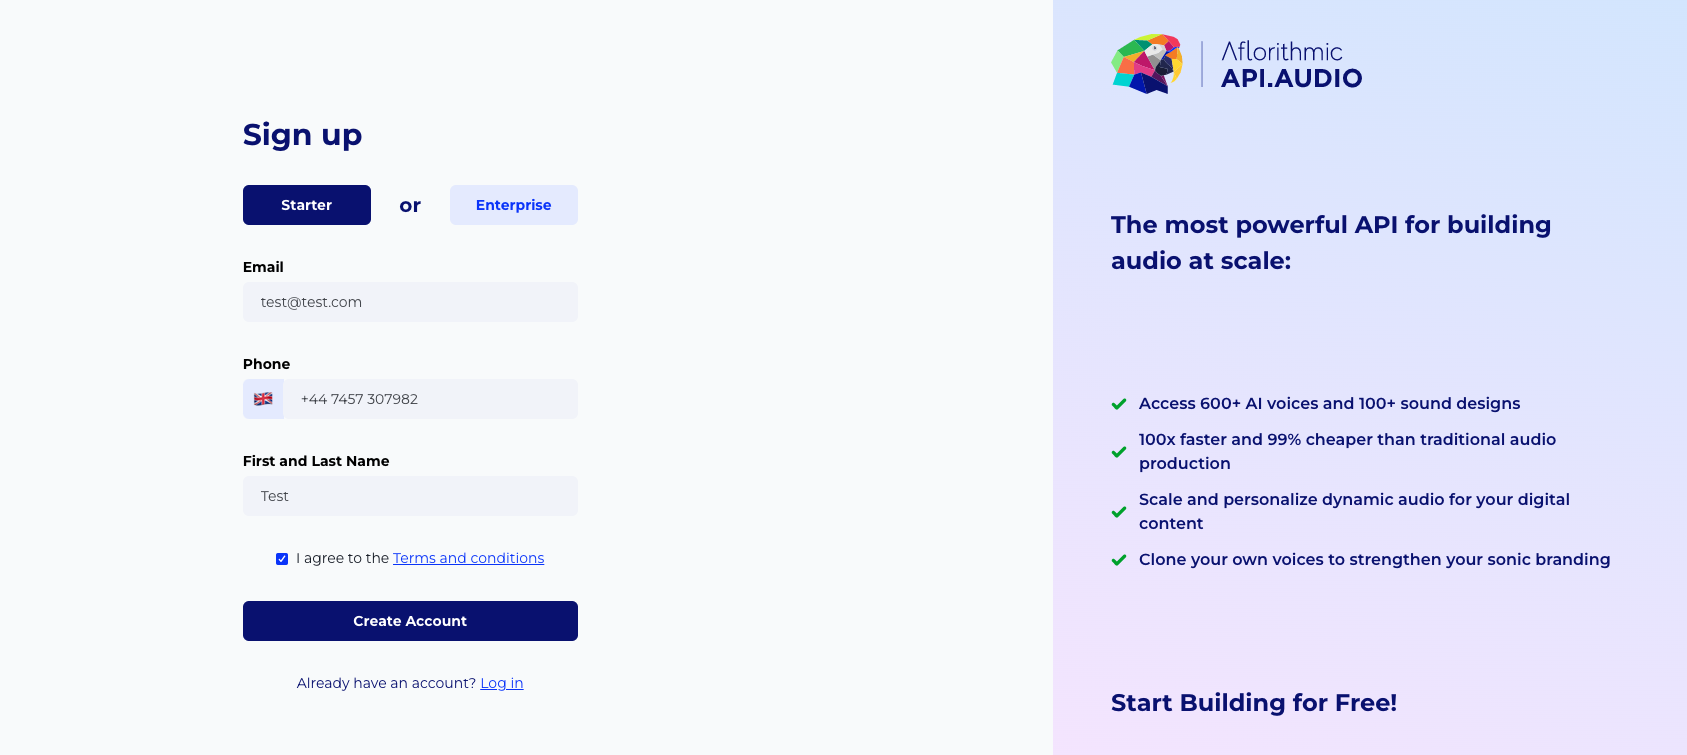 Sign up
Starter
or
Enterprise
Email
test@test.com
Phone
+44 7457 307982
First and Last Name
Test
I agree to the Terms and conditions
Create Account
Already have an account? Log in
Aflorithmic
API.AUDIO
The most powerful API for building
audio at scale:
Access 600+ AI voices and 100+ sound designs
100x faster and 99% cheaper than traditional audio
production
Scale and personalize dynamic audio for your digital
content
Clone your own voices to strengthen your sonic branding
Start Building for Free!